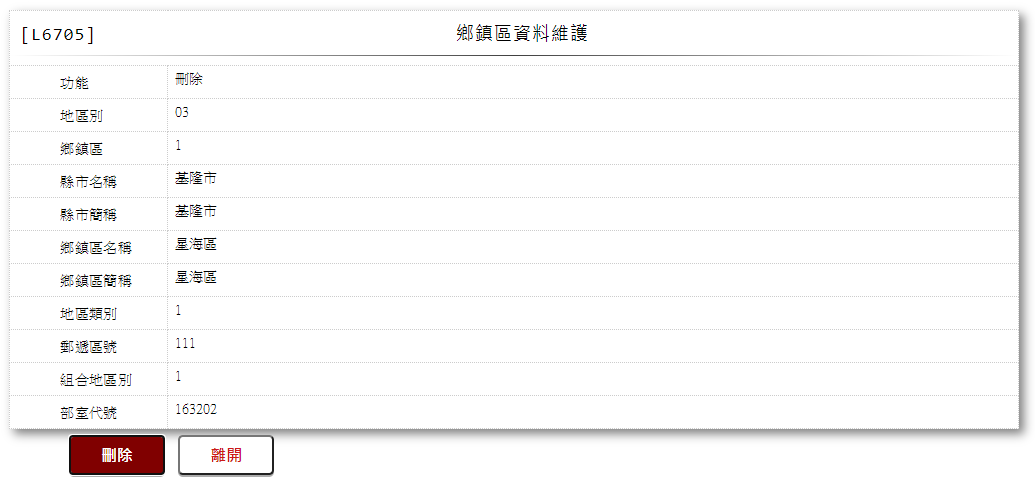 [L6705] 鄉鎮區資料維護
功能 刪除
地區別 03
鄉鎮區 1
縣市名稱 基隆市
縣市簡稱 基隆市
鄉鎮區名稱 星海區
鄉鎮區簡稱 星海區
地區類別 1
郵遞區號 111
組合地區別 1
部室代號 163202
刪除 離開